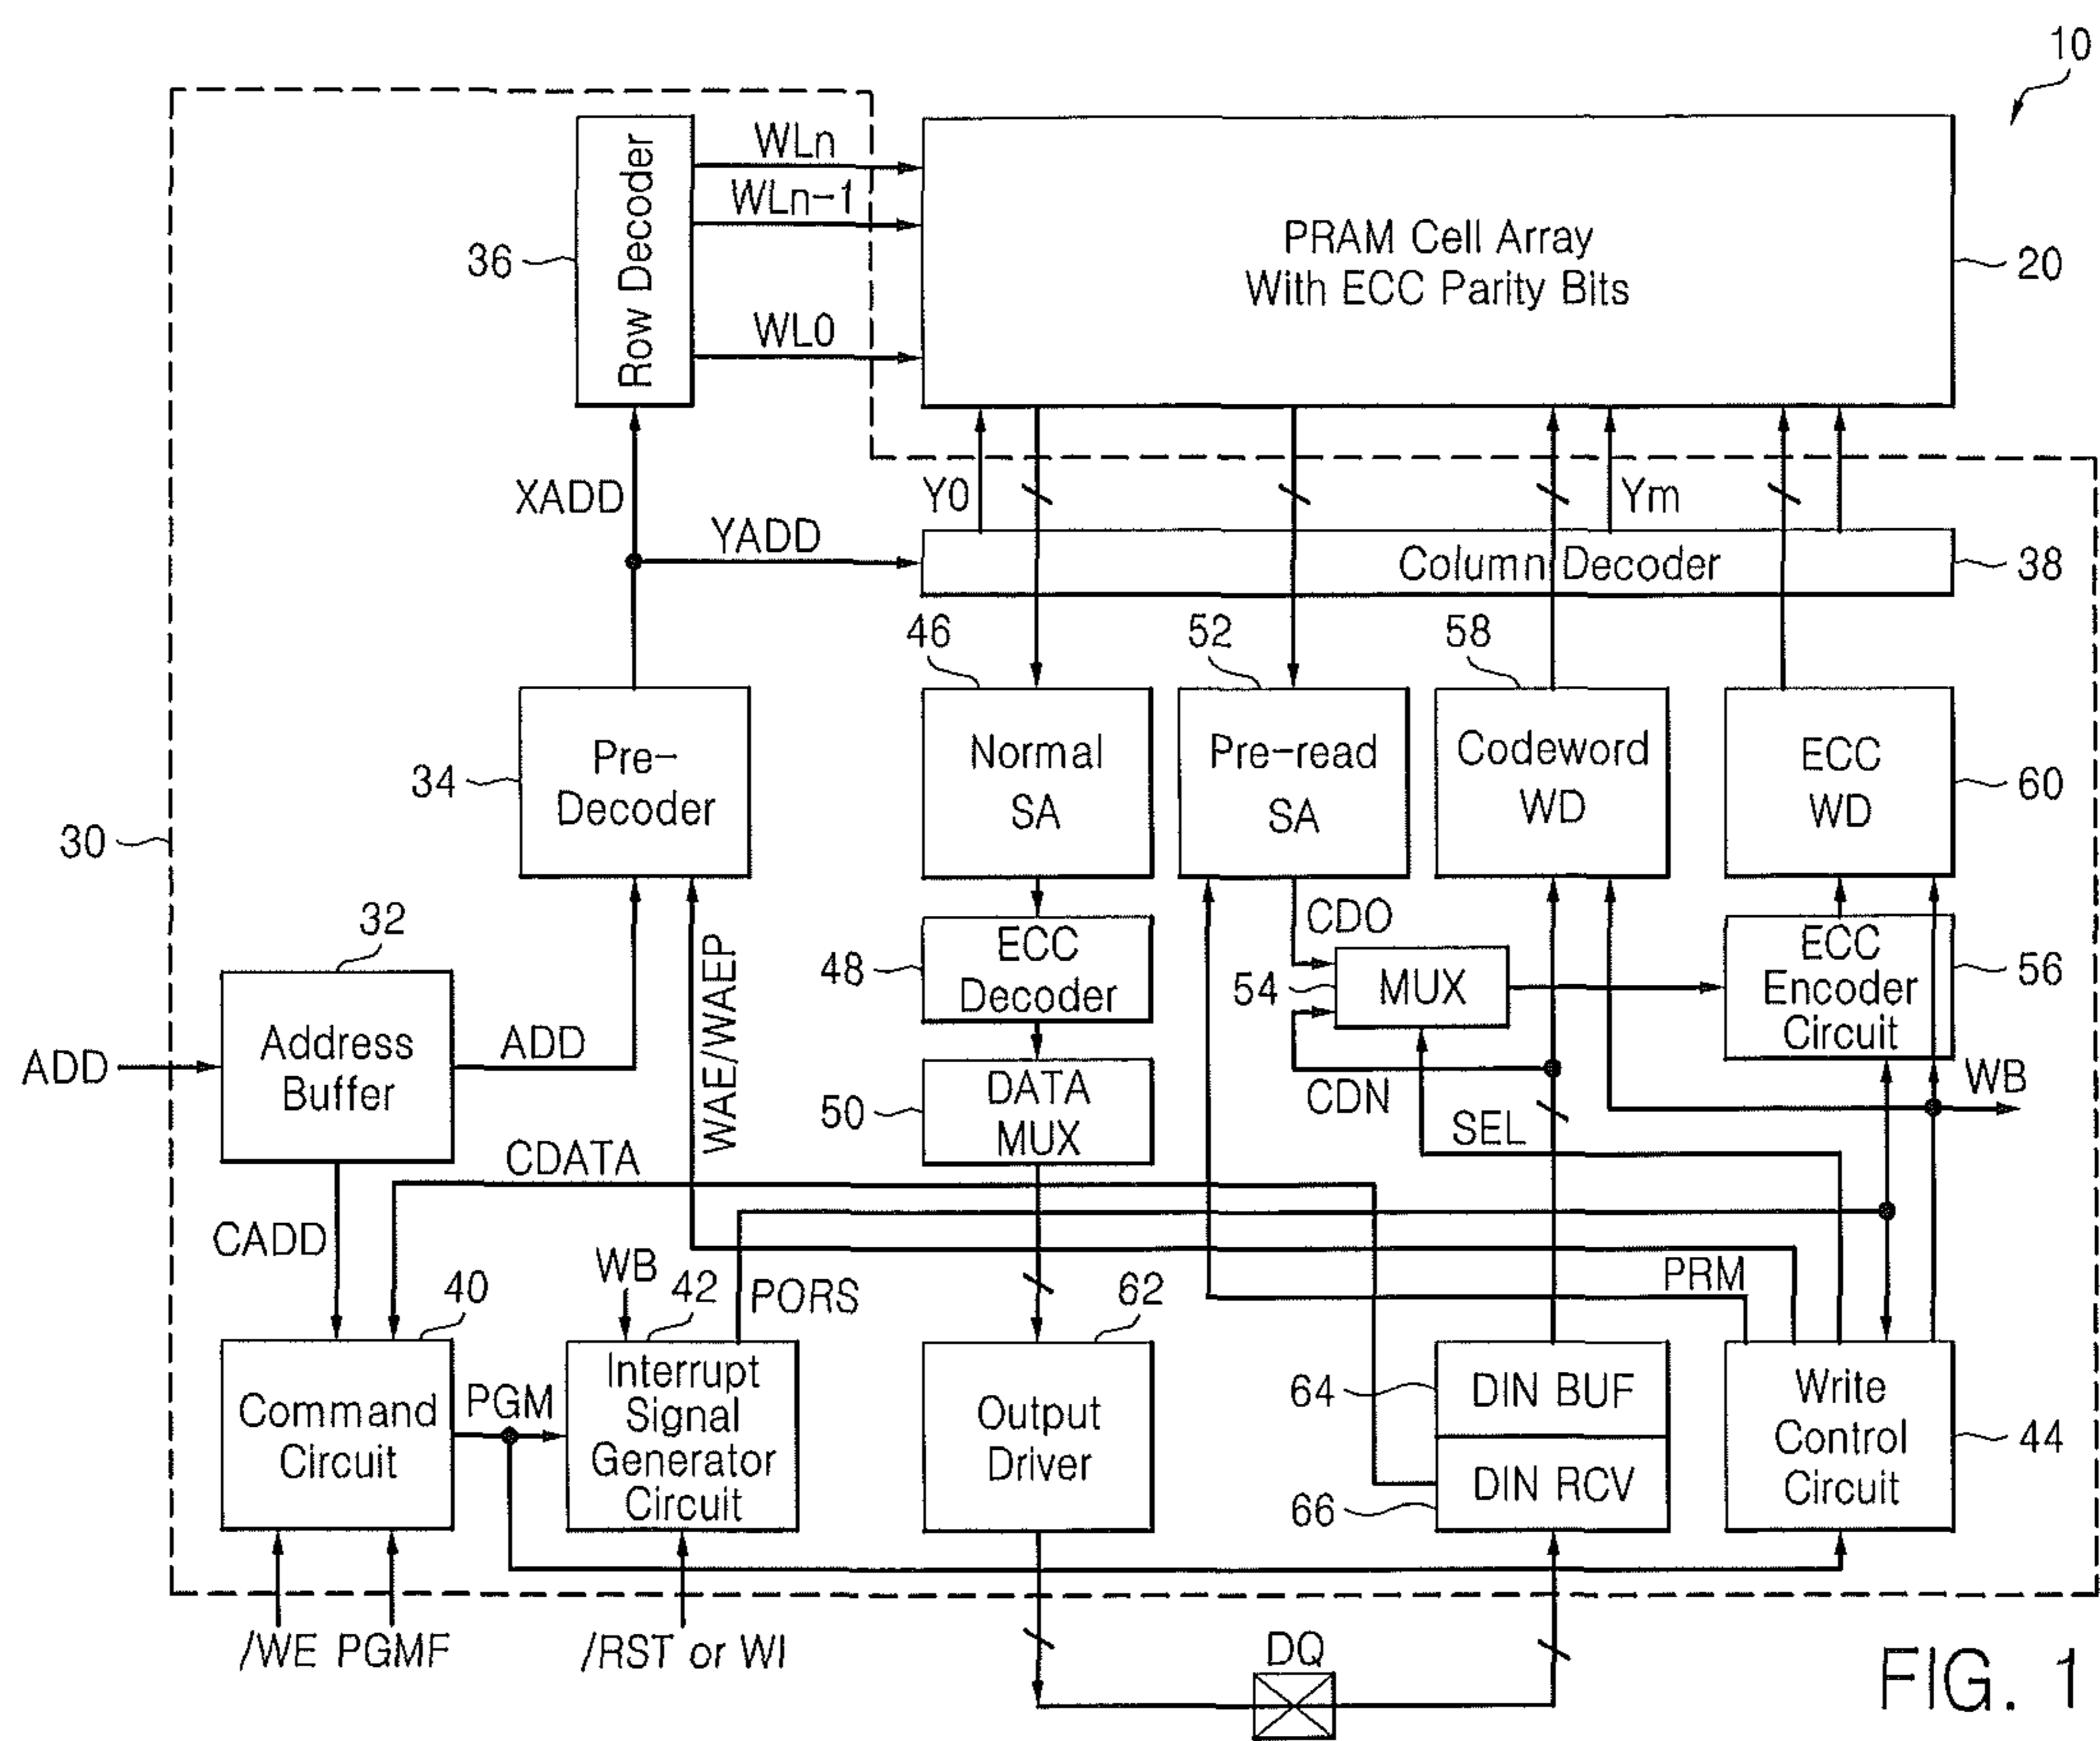 10
WLn
WLn-1
WL0
36
Row Decoder
PRAM Cell Array
With ECC Parity Bits
20
XADD
YADD
Y0
Ym
Column Decoder
38
46
52
58
34
Pre-
Decoder
Normal
SA
Pre-read
SA
Codeword
WD
ECC
WD
60
30
32
Address
Buffer
ADD
ADD
WAE/WAEP
48
ECC
Decoder
CDO
54
MUX
ECC
Encoder
Circuit
56
50
DATA
MUX
CDN
SEL
WB
CDATA
CADD
WB
PORS
PRM
40
42
62
Command
Circuit
PGM
Interrupt
Signal
Generator
Circuit
Output
Driver
64
DIN BUF
66
DIN RCV
Write
Control
Circuit
44
/WE
PGMF
/RST or WI
DQ
FIG. 1